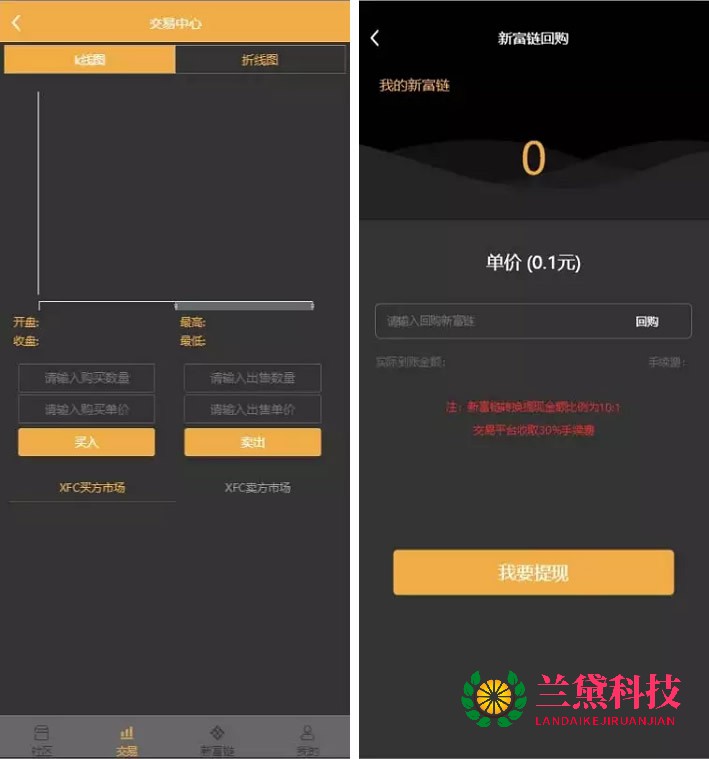 交易中心
k线图
折线图
开盘:
最高:
收盘:
最低:
请输入购买数量
请输入出售数量
请输入购买单价
请输入出售单价
买入
卖出
XFC买方市场
XFC卖方市场
社区
交易
新富链
我的
新富链回购
我的新富链
0
单价 (0.1元)
请输入回购新富链
回购
实际到账金额:
手续费:
注：新富链转换提现金额比例为10:1
交易平台收取30%手续费
我要提现
兰黛科技
LANDAIKEJIRUANJIAN